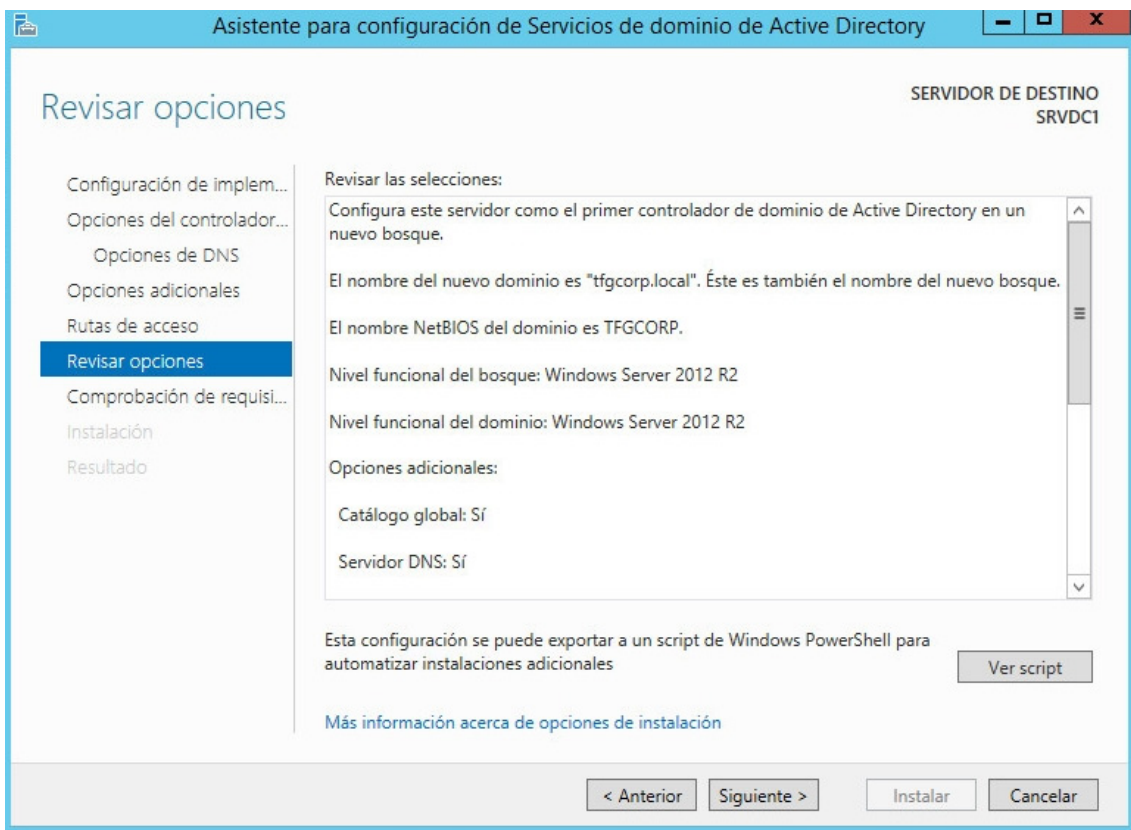 Asistente para configuración de Servicios de dominio de Active Directory
Revisar opciones
SERVIDOR DE DESTINO
SRVDC1
Configuración de implem...
Opciones del controlador...
Opciones de DNS
Opciones adicionales
Rutas de acceso
Revisar opciones
Comprobación de requisi...
Instalación
Resultado
Revisar las selecciones:
Configura este servidor como el primer controlador de dominio de Active Directory en un
nuevo bosque.
El nombre del nuevo dominio es "tfgcorp.local". Éste es también el nombre del nuevo bosque.
El nombre NetBIOS del dominio es TFGCORP.
Nivel funcional del bosque: Windows Server 2012 R2
Nivel funcional del dominio: Windows Server 2012 R2
Opciones adicionales:
Catálogo global: Sí
Servidor DNS: Sí
Esta configuración se puede exportar a un script de Windows PowerShell para
automatizar instalaciones adicionales
Ver script
Más información acerca de opciones de instalación
< Anterior
Siguiente >
Instalar
Cancelar